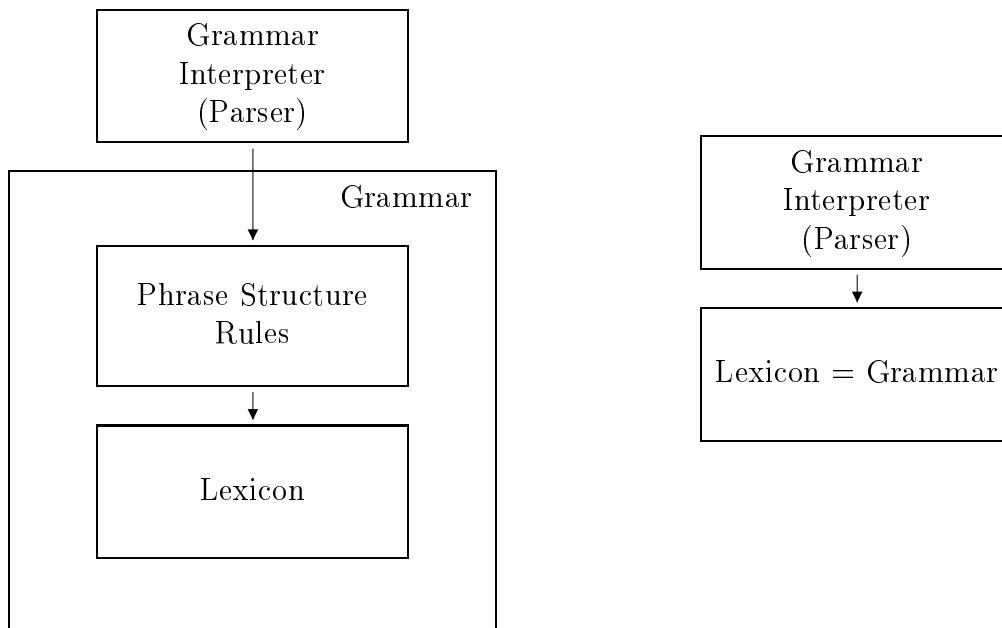 Grammar
Interpreter
(Parser)
Grammar
Phrase Structure
Rules
Lexicon
Grammar
Interpreter
(Parser)
Lexicon = Grammar